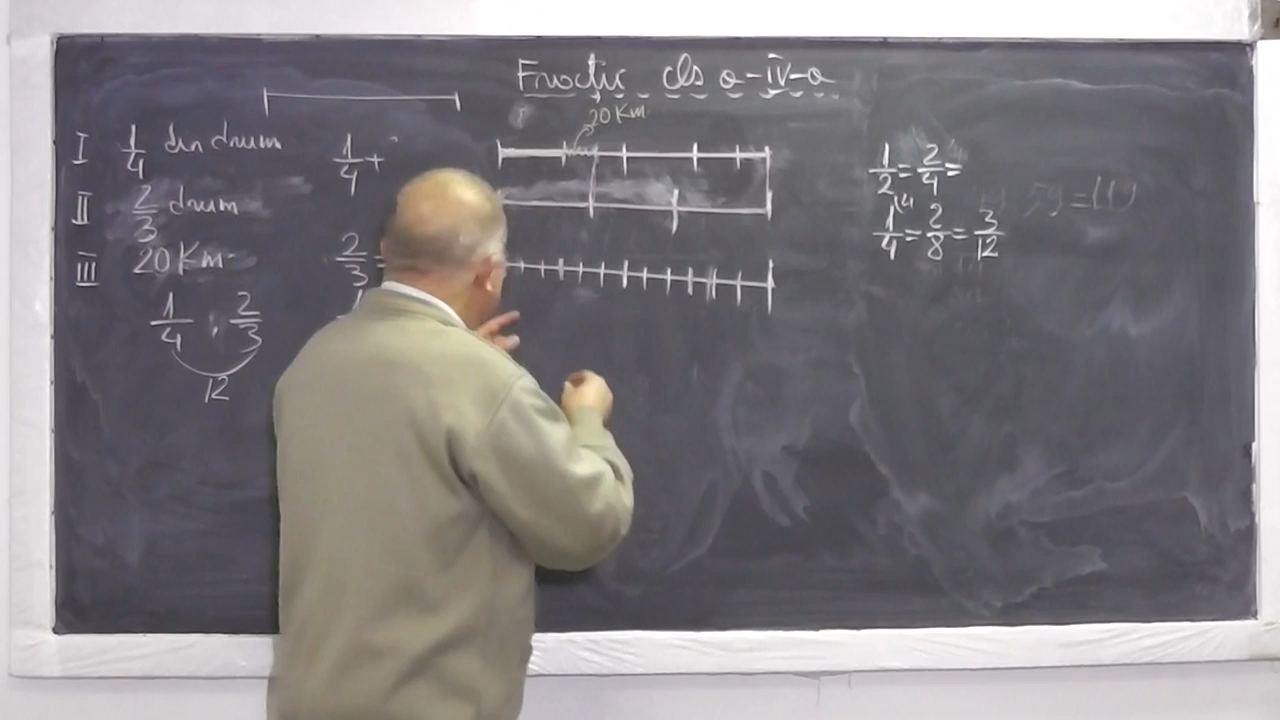 Fracții cls a-IV-a
20 Km
I 1/4 din drum
II 2/3 drum
III 20 Km
1/4 , 2/3
12
1/4 +
2/3 =
1/2 = 2/4 =
1/4 = 2/8 = 3/12